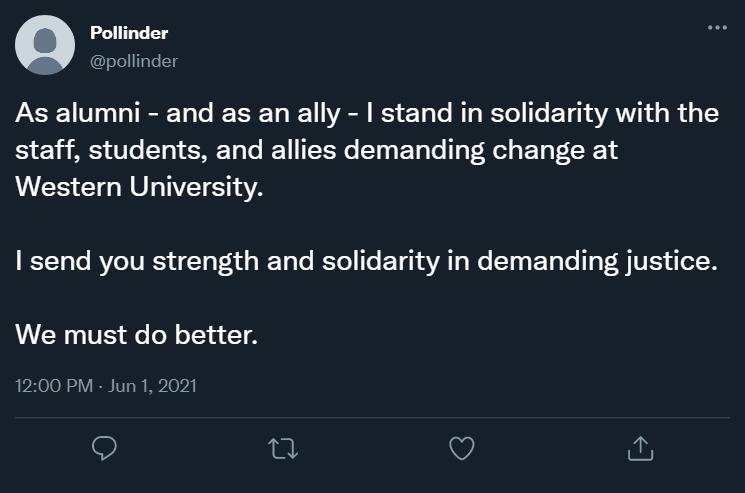 Pollinder
@pollinder
As alumni - and as an ally - I stand in solidarity with the
staff, students, and allies demanding change at
Western University.
I send you strength and solidarity in demanding justice.
We must do better.
12:00 PM · Jun 1, 2021